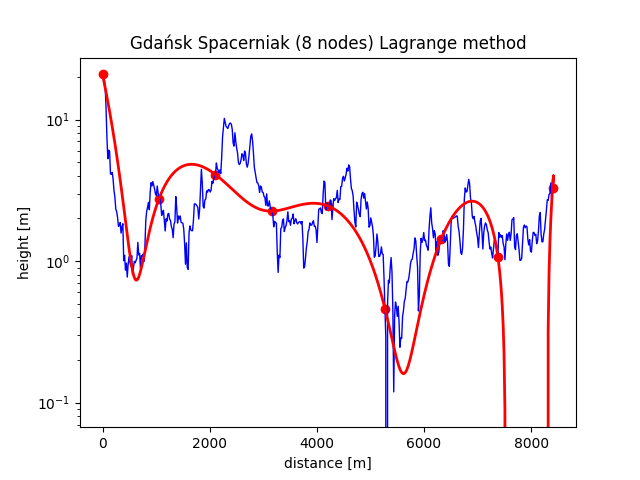 Gdańsk Spacerniak (8 nodes) Lagrange method
height [m]
10¹
10⁰
10⁻¹
0 2000 4000 6000 8000
distance [m]